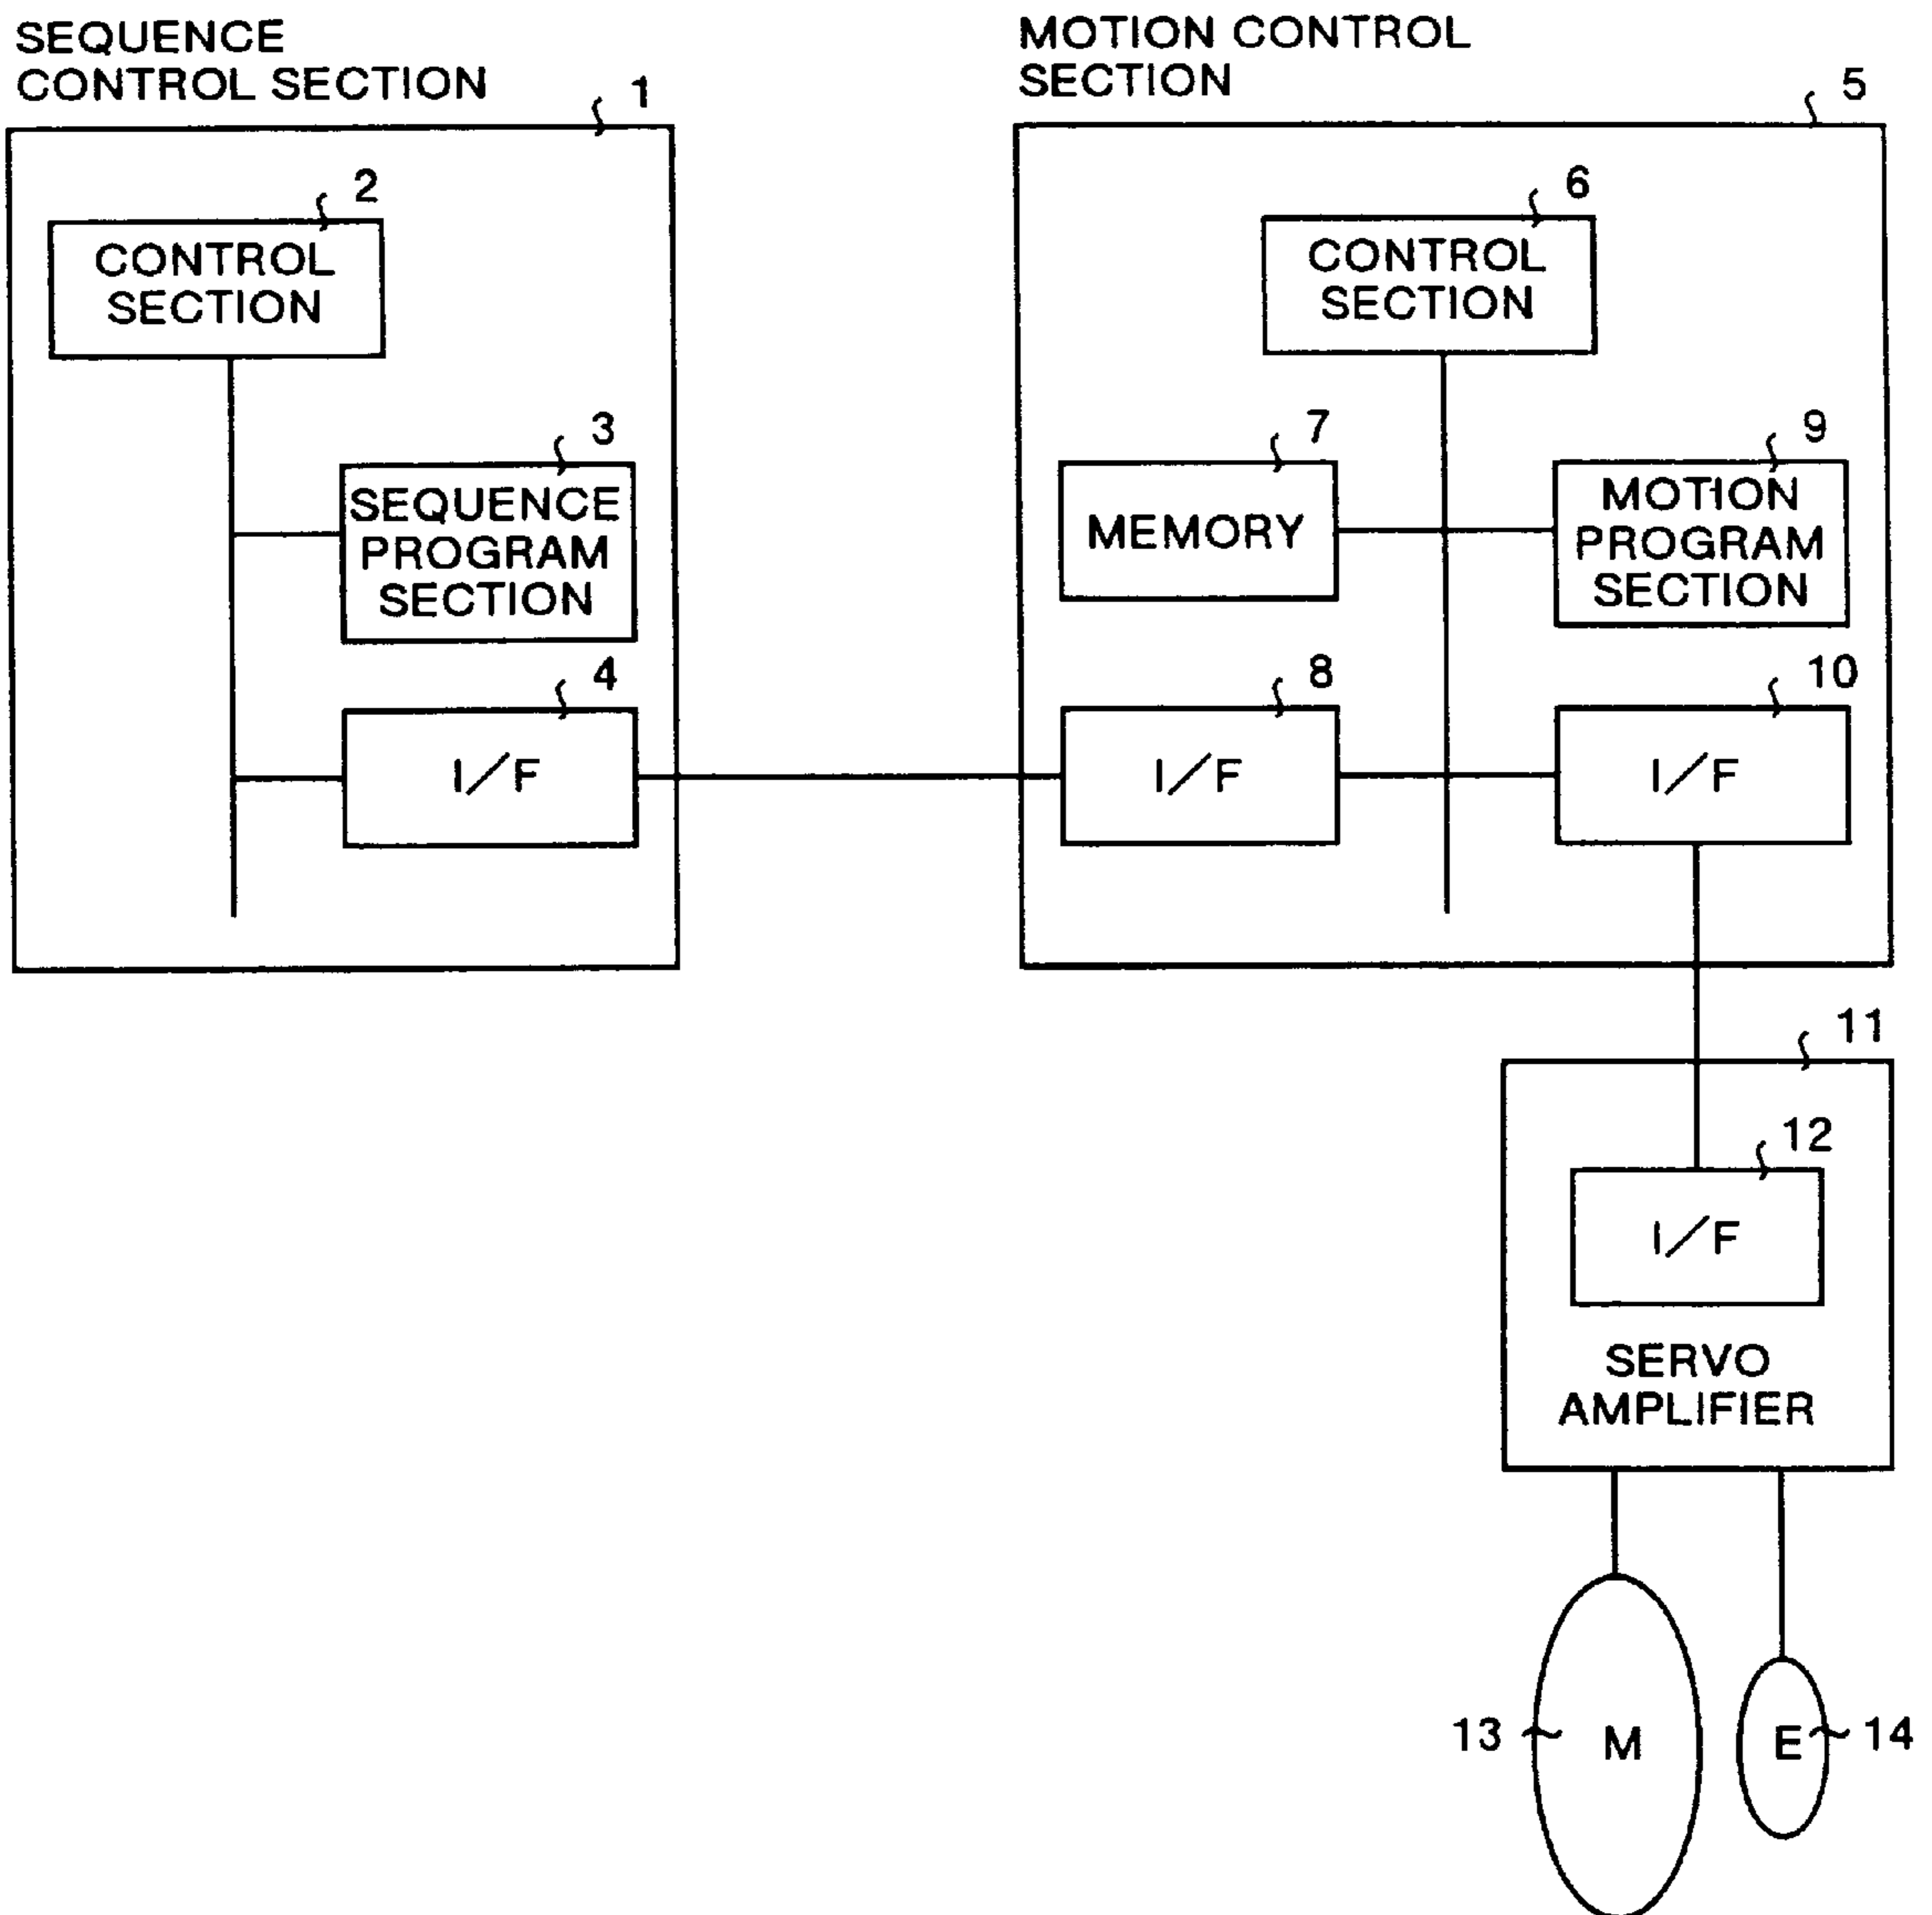 SEQUENCE
CONTROL SECTION
1
2
CONTROL
SECTION
3
SEQUENCE
PROGRAM
SECTION
4
I/F
MOTION CONTROL
SECTION
5
6
CONTROL
SECTION
7
MEMORY
9
MOTION
PROGRAM
SECTION
8
I/F
10
I/F
11
12
I/F
SERVO
AMPLIFIER
13
M
E
14